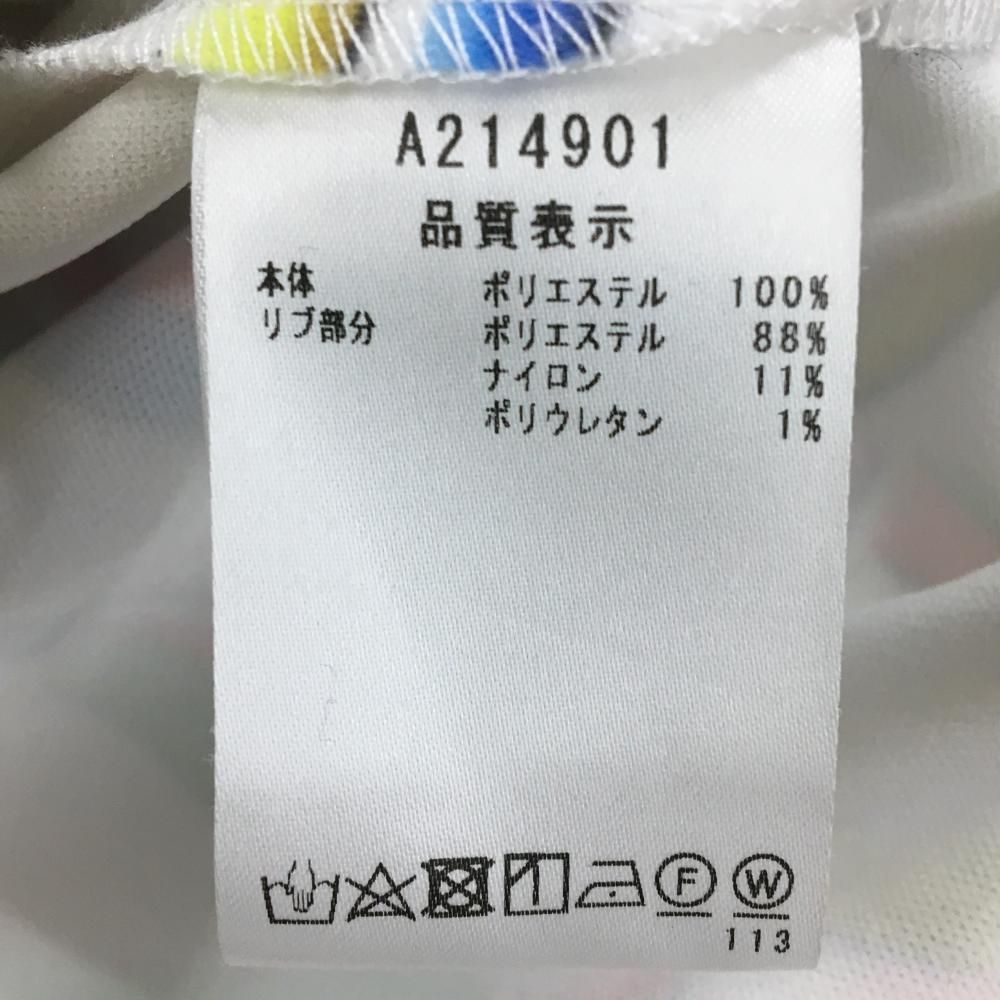 A214901
品質表示
本体 ポリエステル 100%
リブ部分 ポリエステル 88%
ナイロン 11%
ポリウレタン 1%
F W
113